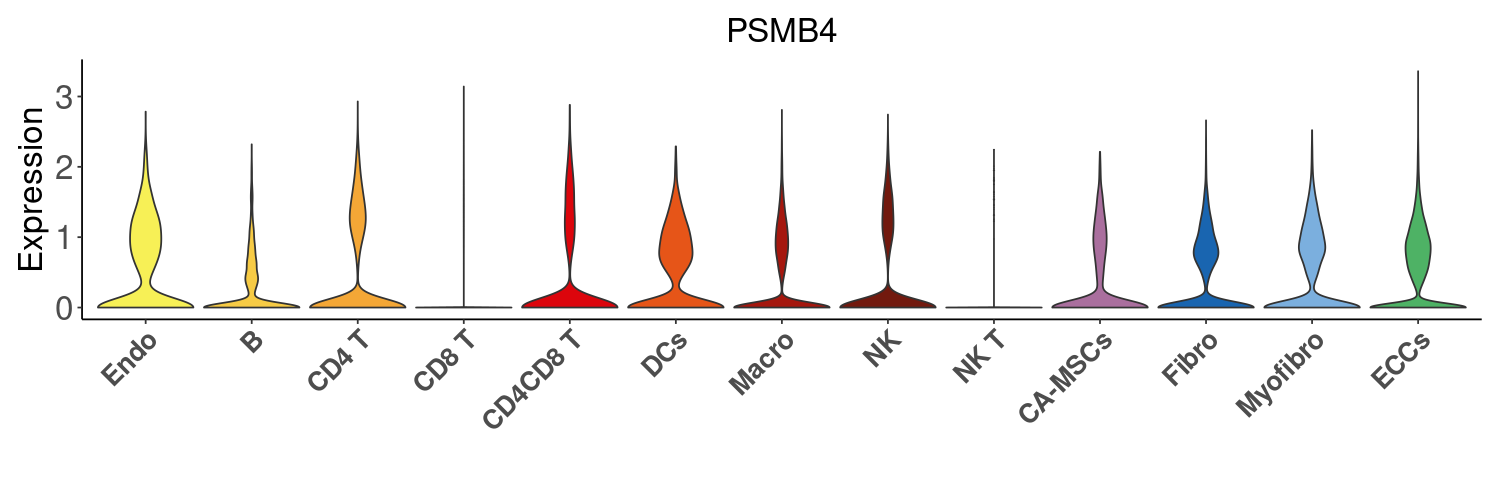 PSMB4
Expression
3
2
1
0
Endo
B
CD4 T
CD8 T
CD4CD8 T
DCs
Macro
NK
NK T
CA-MSCs
Fibro
Myofibro
ECCs